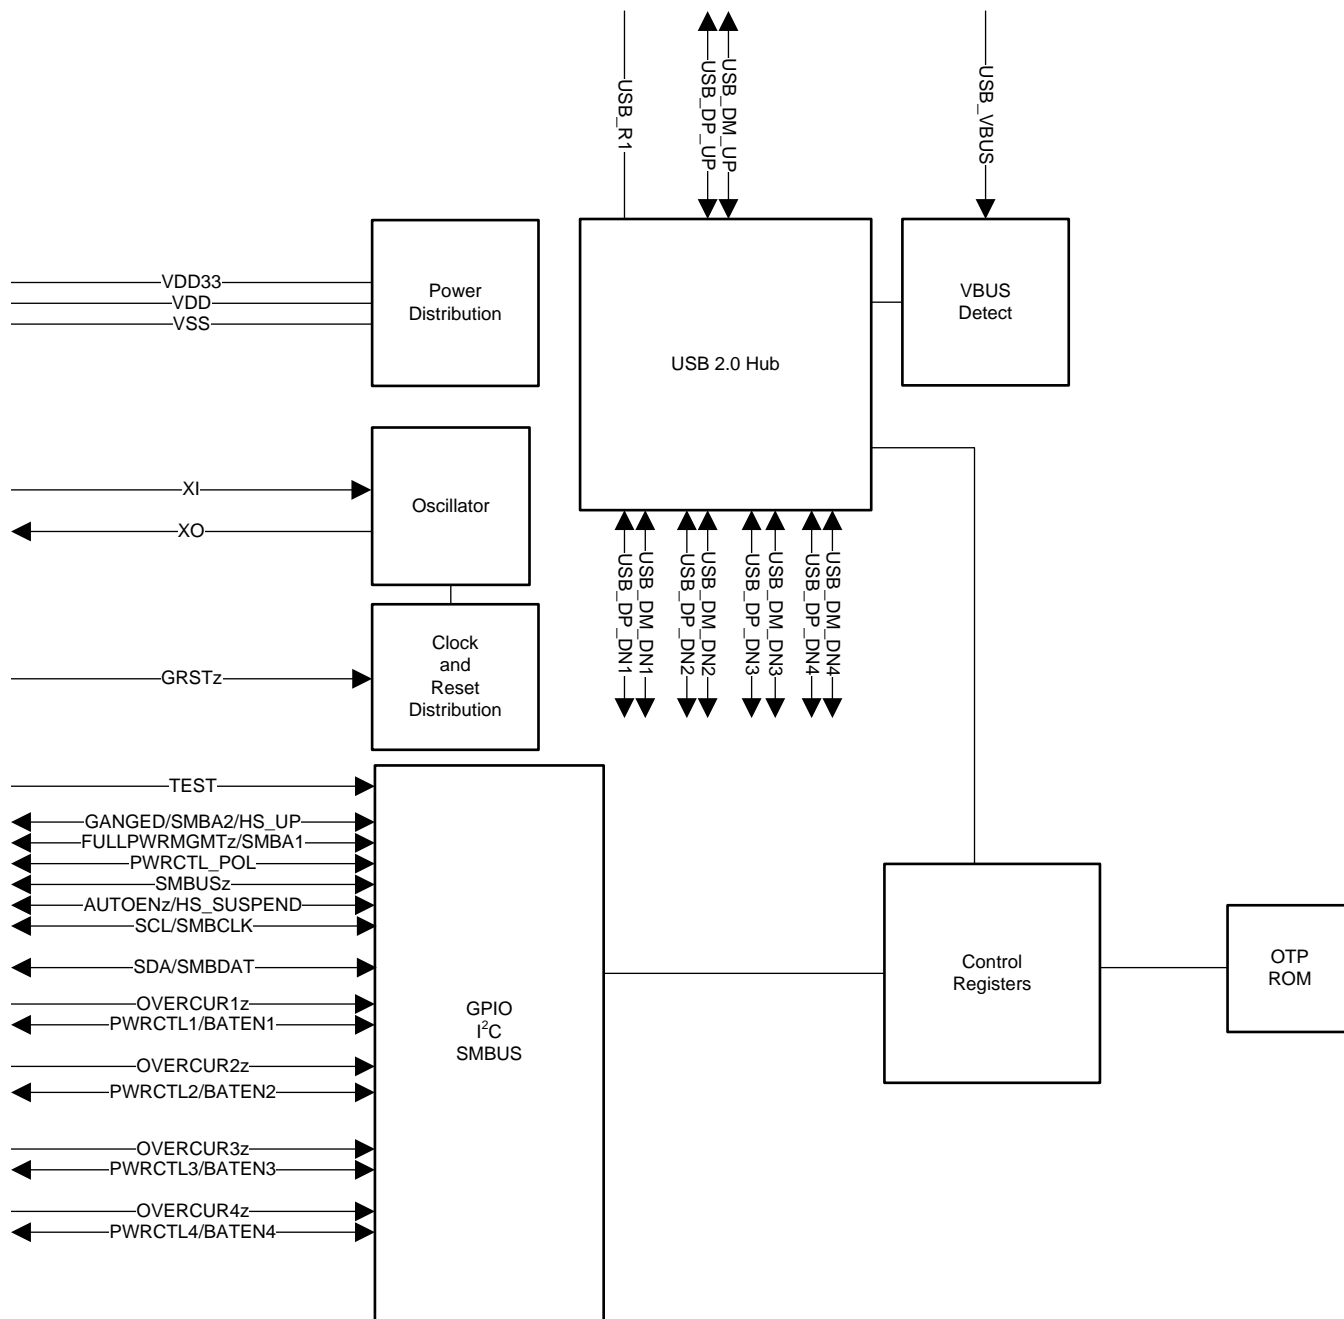 USB_R1
USB_DP_UP
USB_DM_UP
USB_VBUS
VDD33
VDD
VSS
Power
Distribution
USB 2.0 Hub
VBUS
Detect
XI
XO
Oscillator
USB_DP_DN1
USB_DM_DN1
USB_DP_DN2
USB_DM_DN2
USB_DP_DN3
USB_DM_DN3
USB_DP_DN4
USB_DM_DN4
GRSTz
Clock
and
Reset
Distribution
TEST
GANGED/SMBA2/HS_UP
FULLPWRMGMTz/SMBA1
PWRCTL_POL
SMBUSz
AUTOENz/HS_SUSPEND
SCL/SMBCLK
SDA/SMBDAT
OVERCUR1z
PWRCTL1/BATEN1
OVERCUR2z
PWRCTL2/BATEN2
OVERCUR3z
PWRCTL3/BATEN3
OVERCUR4z
PWRCTL4/BATEN4
GPIO
I²C
SMBUS
Control
Registers
OTP
ROM